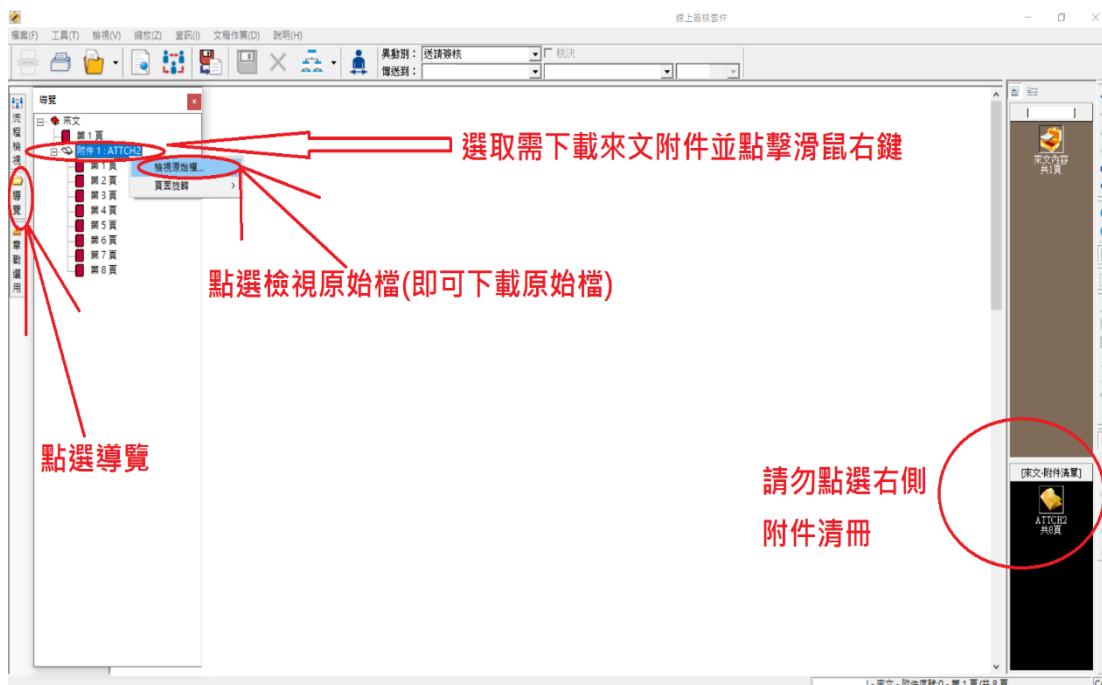 線上簽核套件
檔案(F) 工具(T) 檢視(V) 縮放(Z) 資訊(I) 文稿作業(D) 說明(H)
異動別： 送請簽核 核決
傳送到：
流程檢視
導覽
章戳選用
導覽
來文
第1頁
附件1:ATTCH2
第1頁
第2頁
第3頁
第4頁
第5頁
第6頁
第7頁
第8頁
檢視原始檔...
頁面旋轉
選取需下載來文附件並點擊滑鼠右鍵
點選檢視原始檔(即可下載原始檔)
點選導覽
請勿點選右側
附件清冊
來文內容
共1頁
[來文-附件清單]
ATTCH2
共8頁